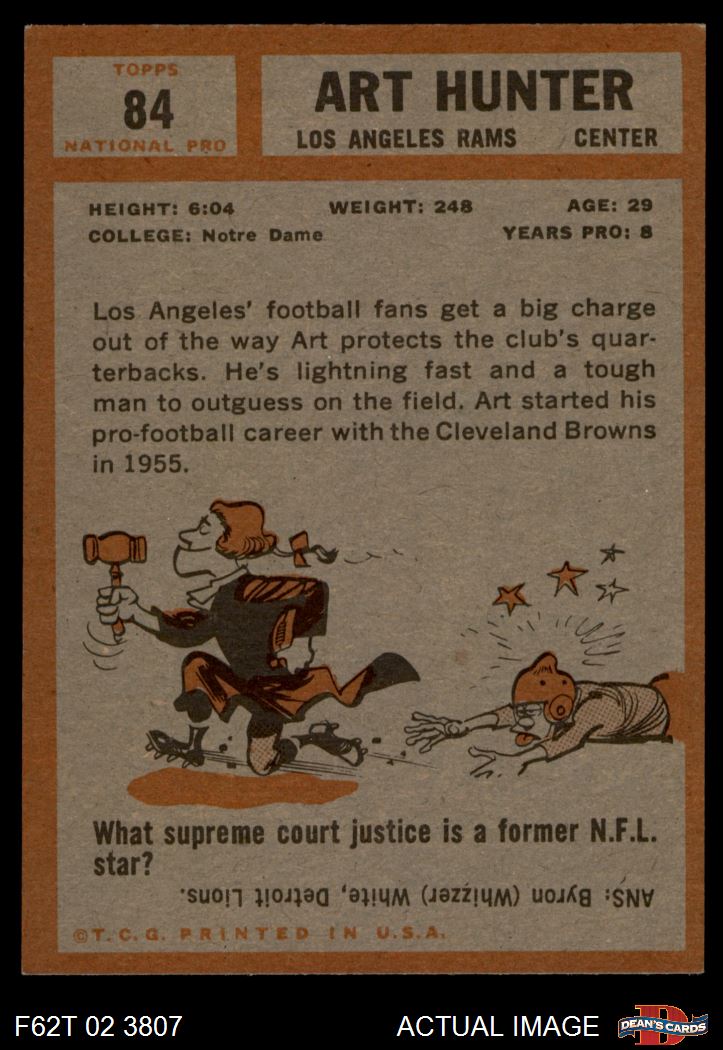 TOPPS
84
NATIONAL PRO
ART HUNTER
LOS ANGELES RAMS CENTER
HEIGHT: 6:04 WEIGHT: 248 AGE: 29
COLLEGE: Notre Dame YEARS PRO: 8
Los Angeles' football fans get a big charge
out of the way Art protects the club's quar-
terbacks. He's lightning fast and a tough
man to outguess on the field. Art started his
pro-football career with the Cleveland Browns
in 1955.
What supreme court justice is a former N.F.L.
star?
ANS: Byron (Whizzer) White, Detroit Lions.
©T.C.G. PRINTED IN U.S.A.
F62T 02 3807 ACTUAL IMAGE
D
DEAN'S CARDS